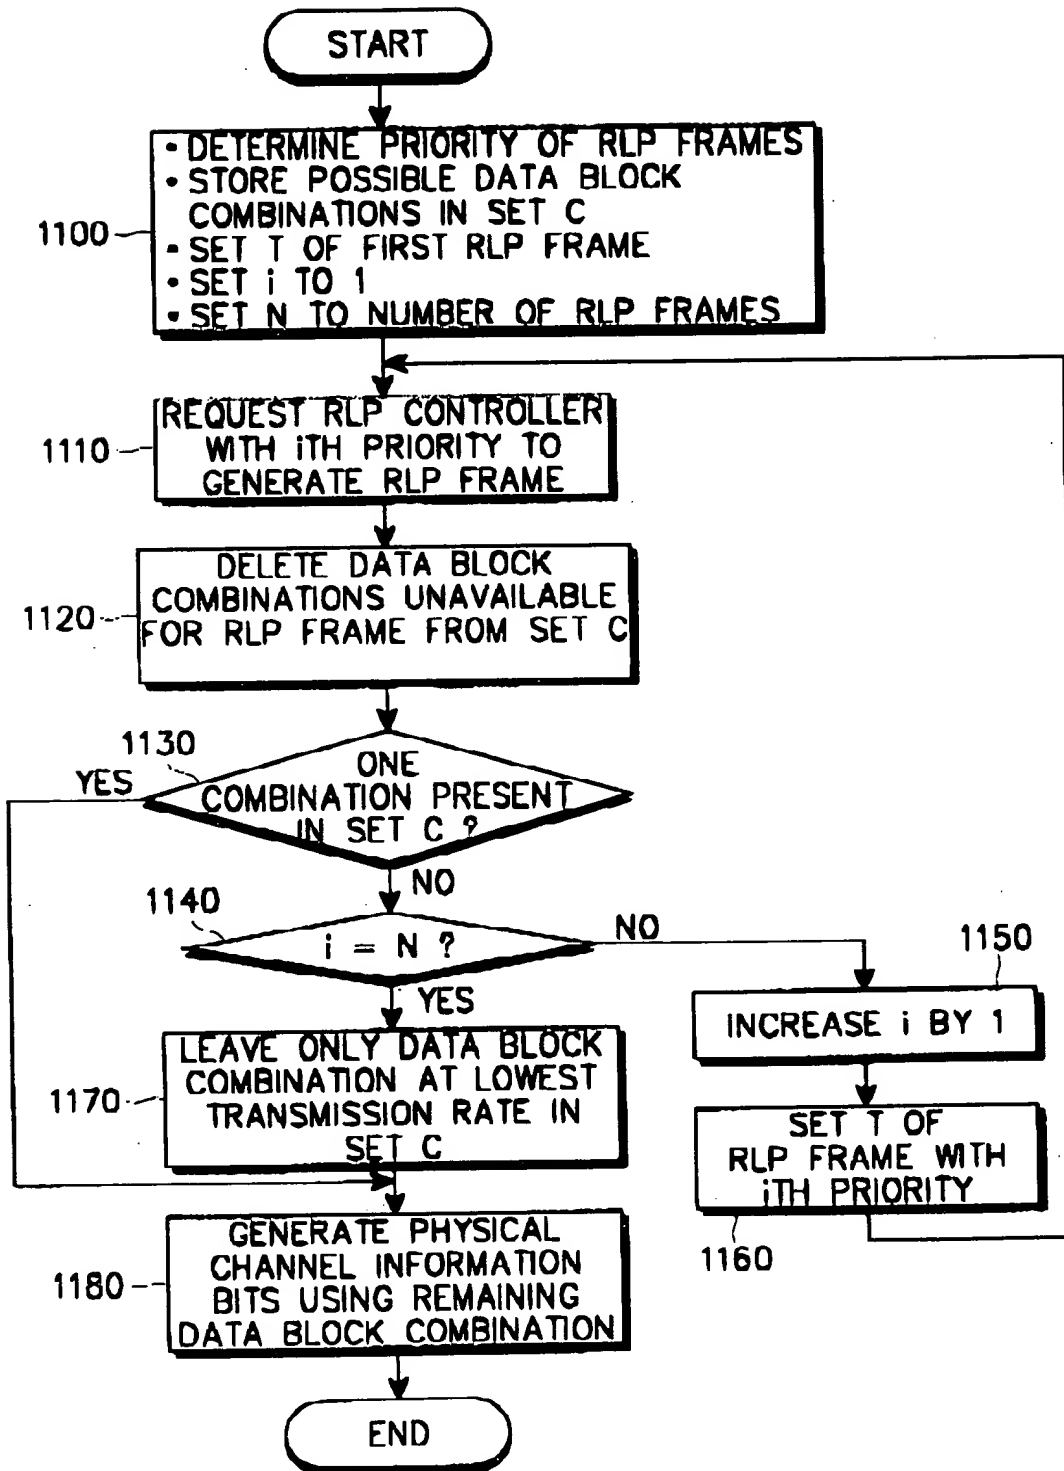 START
• DETERMINE PRIORITY OF RLP FRAMES
• STORE POSSIBLE DATA BLOCK
COMBINATIONS IN SET C
• SET T OF FIRST RLP FRAME
• SET i TO 1
• SET N TO NUMBER OF RLP FRAMES
1100
REQUEST RLP CONTROLLER
WITH iTH PRIORITY TO
GENERATE RLP FRAME
1110
DELETE DATA BLOCK
COMBINATIONS UNAVAILABLE
FOR RLP FRAME FROM SET C
1120
1130
YES
ONE
COMBINATION PRESENT
IN SET C ?
NO
1140
i = N ?
NO
YES
1150
INCREASE i BY 1
SET T OF
RLP FRAME WITH
iTH PRIORITY
1160
LEAVE ONLY DATA BLOCK
COMBINATION AT LOWEST
TRANSMISSION RATE IN
SET C
1170
GENERATE PHYSICAL
CHANNEL INFORMATION
BITS USING REMAINING
DATA BLOCK COMBINATION
1180
END